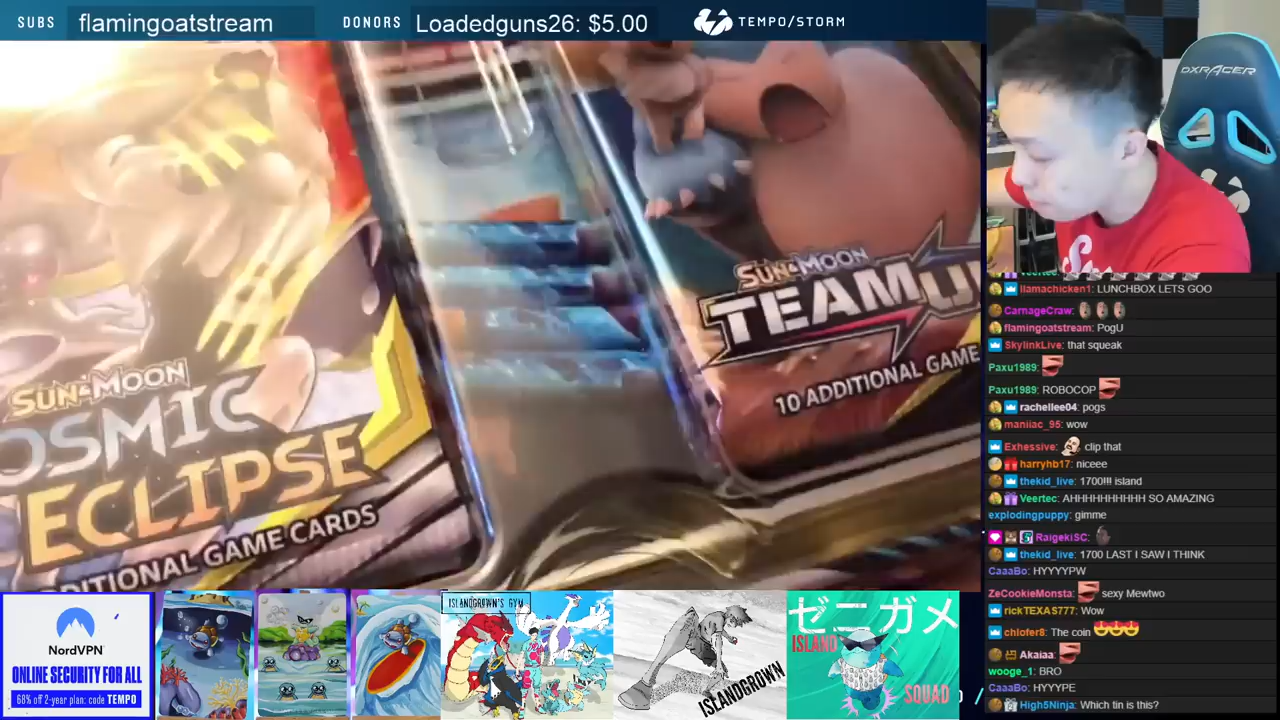 SUBS
flamingoatstream
DONORS
Loadedguns26: $5.00
TEMPO/STORM
DXRACER
SUN & MOON
COSMIC
ECLIPSE
ADDITIONAL GAME CARDS
SUN & MOON
TEAM U
10 ADDITIONAL GAME
llamachicken1: LUNCHBOX LETS GOO
CarnageCraw:
flamingoatstream: PogU
SkylinkLive: that squeak
Paxu1989:
Paxu1989: ROBOCOP
rachellee04: pogs
maniiac_95: wow
Exhessive: clip that
harryhb17: niceee
thekid_live: 1700!!! island
Veertec: AHHHHHHHHHH SO AMAZING
explodingpuppy: gimme
RaigekiSC:
thekid_live: 1700 LAST I SAW I THINK
CaaaBo: HYYYYPW
ZeCookieMonsta: sexy Mewtwo
rickTEXAS777: Wow
chlofer8: The coin
Akaiaa:
wooge_1: BRO
CaaaBo: HYYYPE
High5Ninja: Which tin is this?
NordVPN
ONLINE SECURITY FOR ALL
68% off 2-year plan: code TEMPO
ISLANDGROWN'S GYM
ISLANDGROWN
ゼニガメ
ISLAND
SQUAD